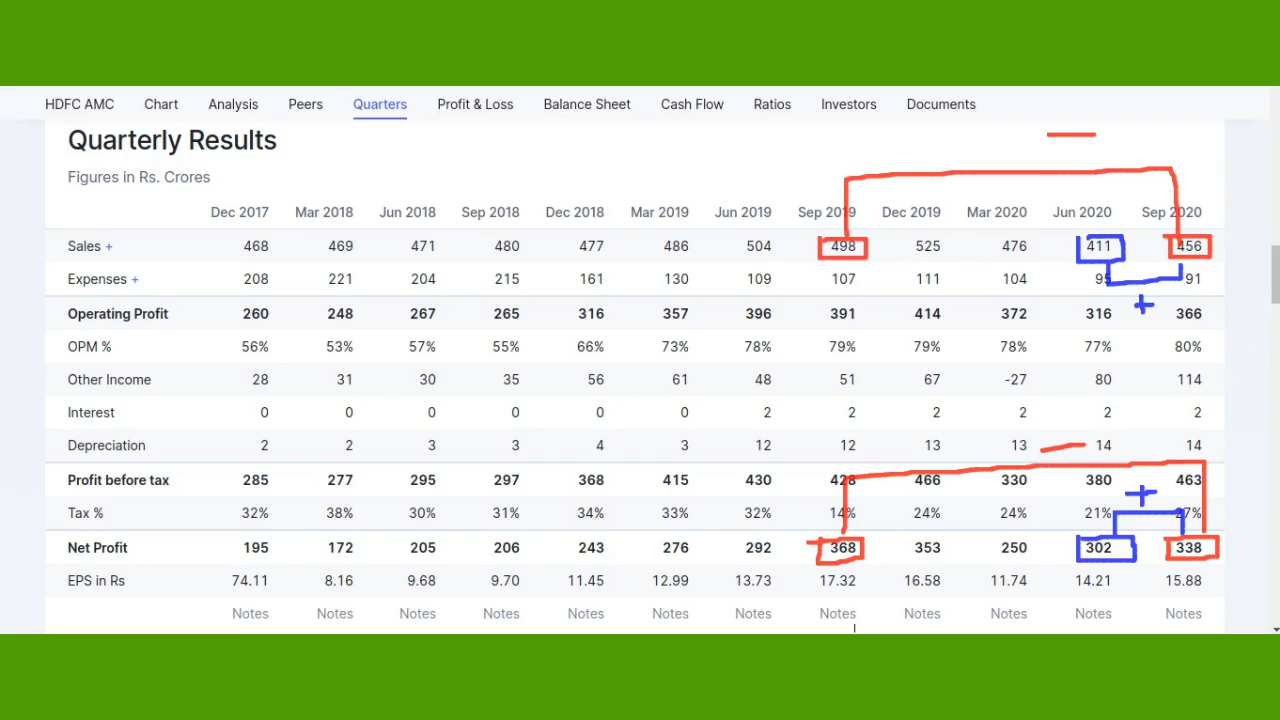 HDFC AMC Chart Analysis Peers Quarters Profit & Loss Balance Sheet Cash Flow Ratios Investors Documents
Quarterly Results
Figures in Rs. Crores
Dec 2017 Mar 2018 Jun 2018 Sep 2018 Dec 2018 Mar 2019 Jun 2019 Sep 2019 Dec 2019 Mar 2020 Jun 2020 Sep 2020
Sales + 468 469 471 480 477 486 504 498 525 476 411 456
Expenses + 208 221 204 215 161 130 109 107 111 104 95 91
Operating Profit 260 248 267 265 316 357 396 391 414 372 316 366
OPM % 56% 53% 57% 55% 66% 73% 78% 79% 79% 78% 77% 80%
Other Income 28 31 30 35 56 61 48 51 67 -27 80 114
Interest 0 0 0 0 0 0 2 2 2 2 2 2
Depreciation 2 2 3 3 4 3 12 12 13 13 14 14
Profit before tax 285 277 295 297 368 415 430 428 466 330 380 463
Tax % 32% 38% 30% 31% 34% 33% 32% 14% 24% 24% 21% 27%
Net Profit 195 172 205 206 243 276 292 368 353 250 302 338
EPS in Rs 74.11 8.16 9.68 9.70 11.45 12.99 13.73 17.32 16.58 11.74 14.21 15.88
Notes Notes Notes Notes Notes Notes Notes Notes Notes Notes Notes Notes